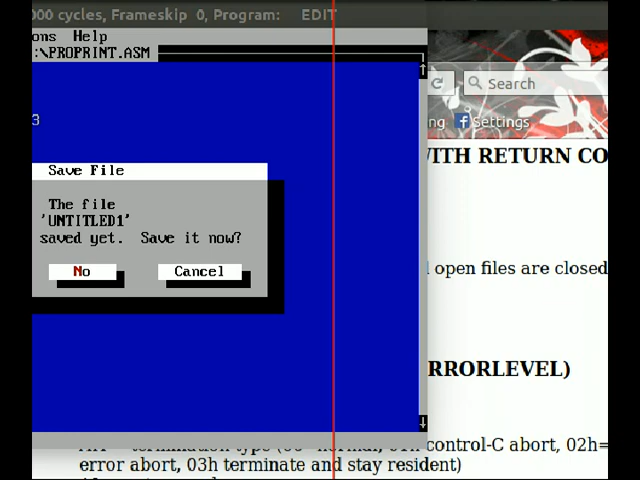 000 cycles, Frameskip 0, Program: EDIT
ons Help
:\PROPRINT.ASM
Search
ng Settings
3
WITH RETURN CO
Save File
The file
'UNTITLED1'
saved yet. Save it now?
No Cancel
open files are closed
RRORLEVEL)
control-C abort, 02h=
error abort, 03h terminate and stay resident)